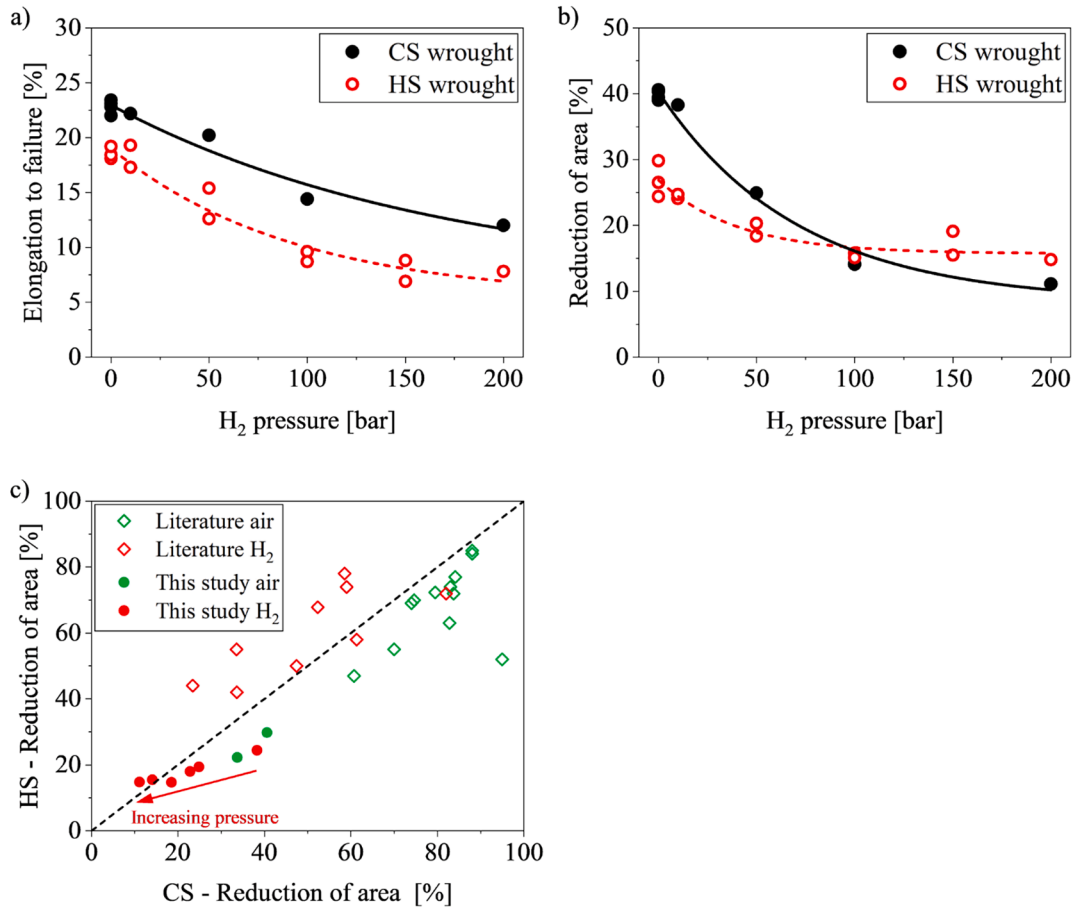 a)
Elongation to failure [%]
30
25
20
15
10
5
0
CS wrought
HS wrought
0 50 100 150 200
H₂ pressure [bar]
b)
Reduction of area [%]
50
40
30
20
10
0
CS wrought
HS wrought
0 50 100 150 200
H₂ pressure [bar]
c)
HS - Reduction of area [%]
100
80
60
40
20
0
Literature air
Literature H₂
This study air
This study H₂
Increasing pressure
0 20 40 60 80 100
CS - Reduction of area [%]